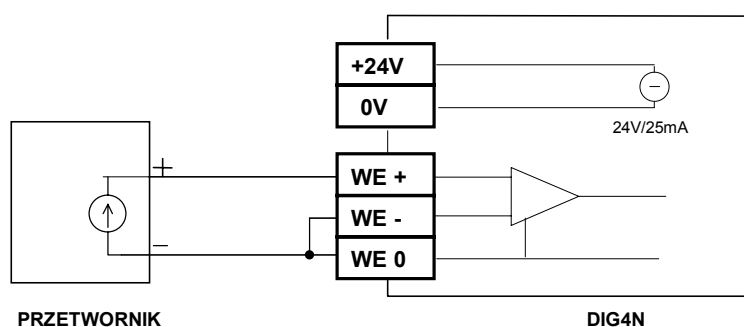 +24V
0V
24V/25mA
+
WE +
WE -
–
WE 0
PRZETWORNIK
DIG4N